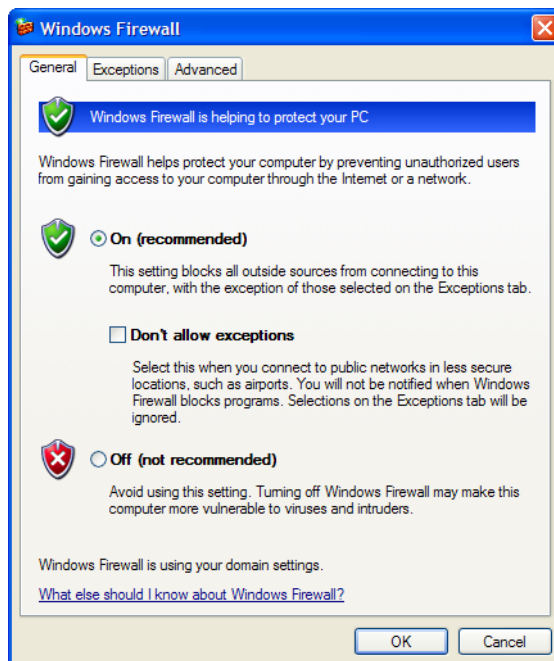 Windows Firewall
General Exceptions Advanced
Windows Firewall is helping to protect your PC
Windows Firewall helps protect your computer by preventing unauthorized users
from gaining access to your computer through the Internet or a network.
On (recommended)
This setting blocks all outside sources from connecting to this
computer, with the exception of those selected on the Exceptions tab.
Don't allow exceptions
Select this when you connect to public networks in less secure
locations, such as airports. You will not be notified when Windows
Firewall blocks programs. Selections on the Exceptions tab will be
ignored.
Off (not recommended)
Avoid using this setting. Turning off Windows Firewall may make this
computer more vulnerable to viruses and intruders.
Windows Firewall is using your domain settings.
What else should I know about Windows Firewall?
OK Cancel